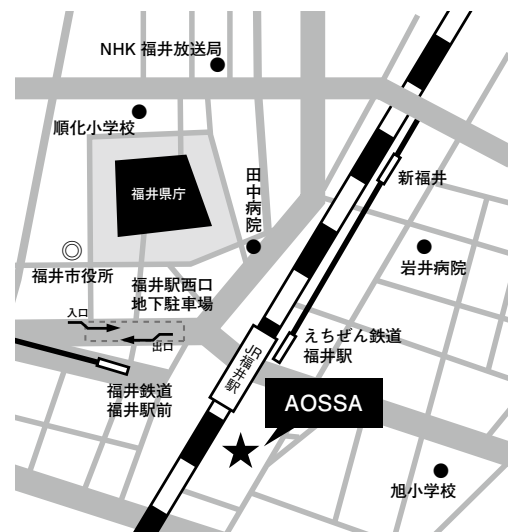 NHK 福井放送局
順化小学校
福井県庁
田中病院
新福井
福井市役所
岩井病院
福井駅西口
地下駐車場
入口
出口
えちぜん鉄道
福井駅
JR福井駅
福井鉄道
福井駅前
AOSSA
旭小学校